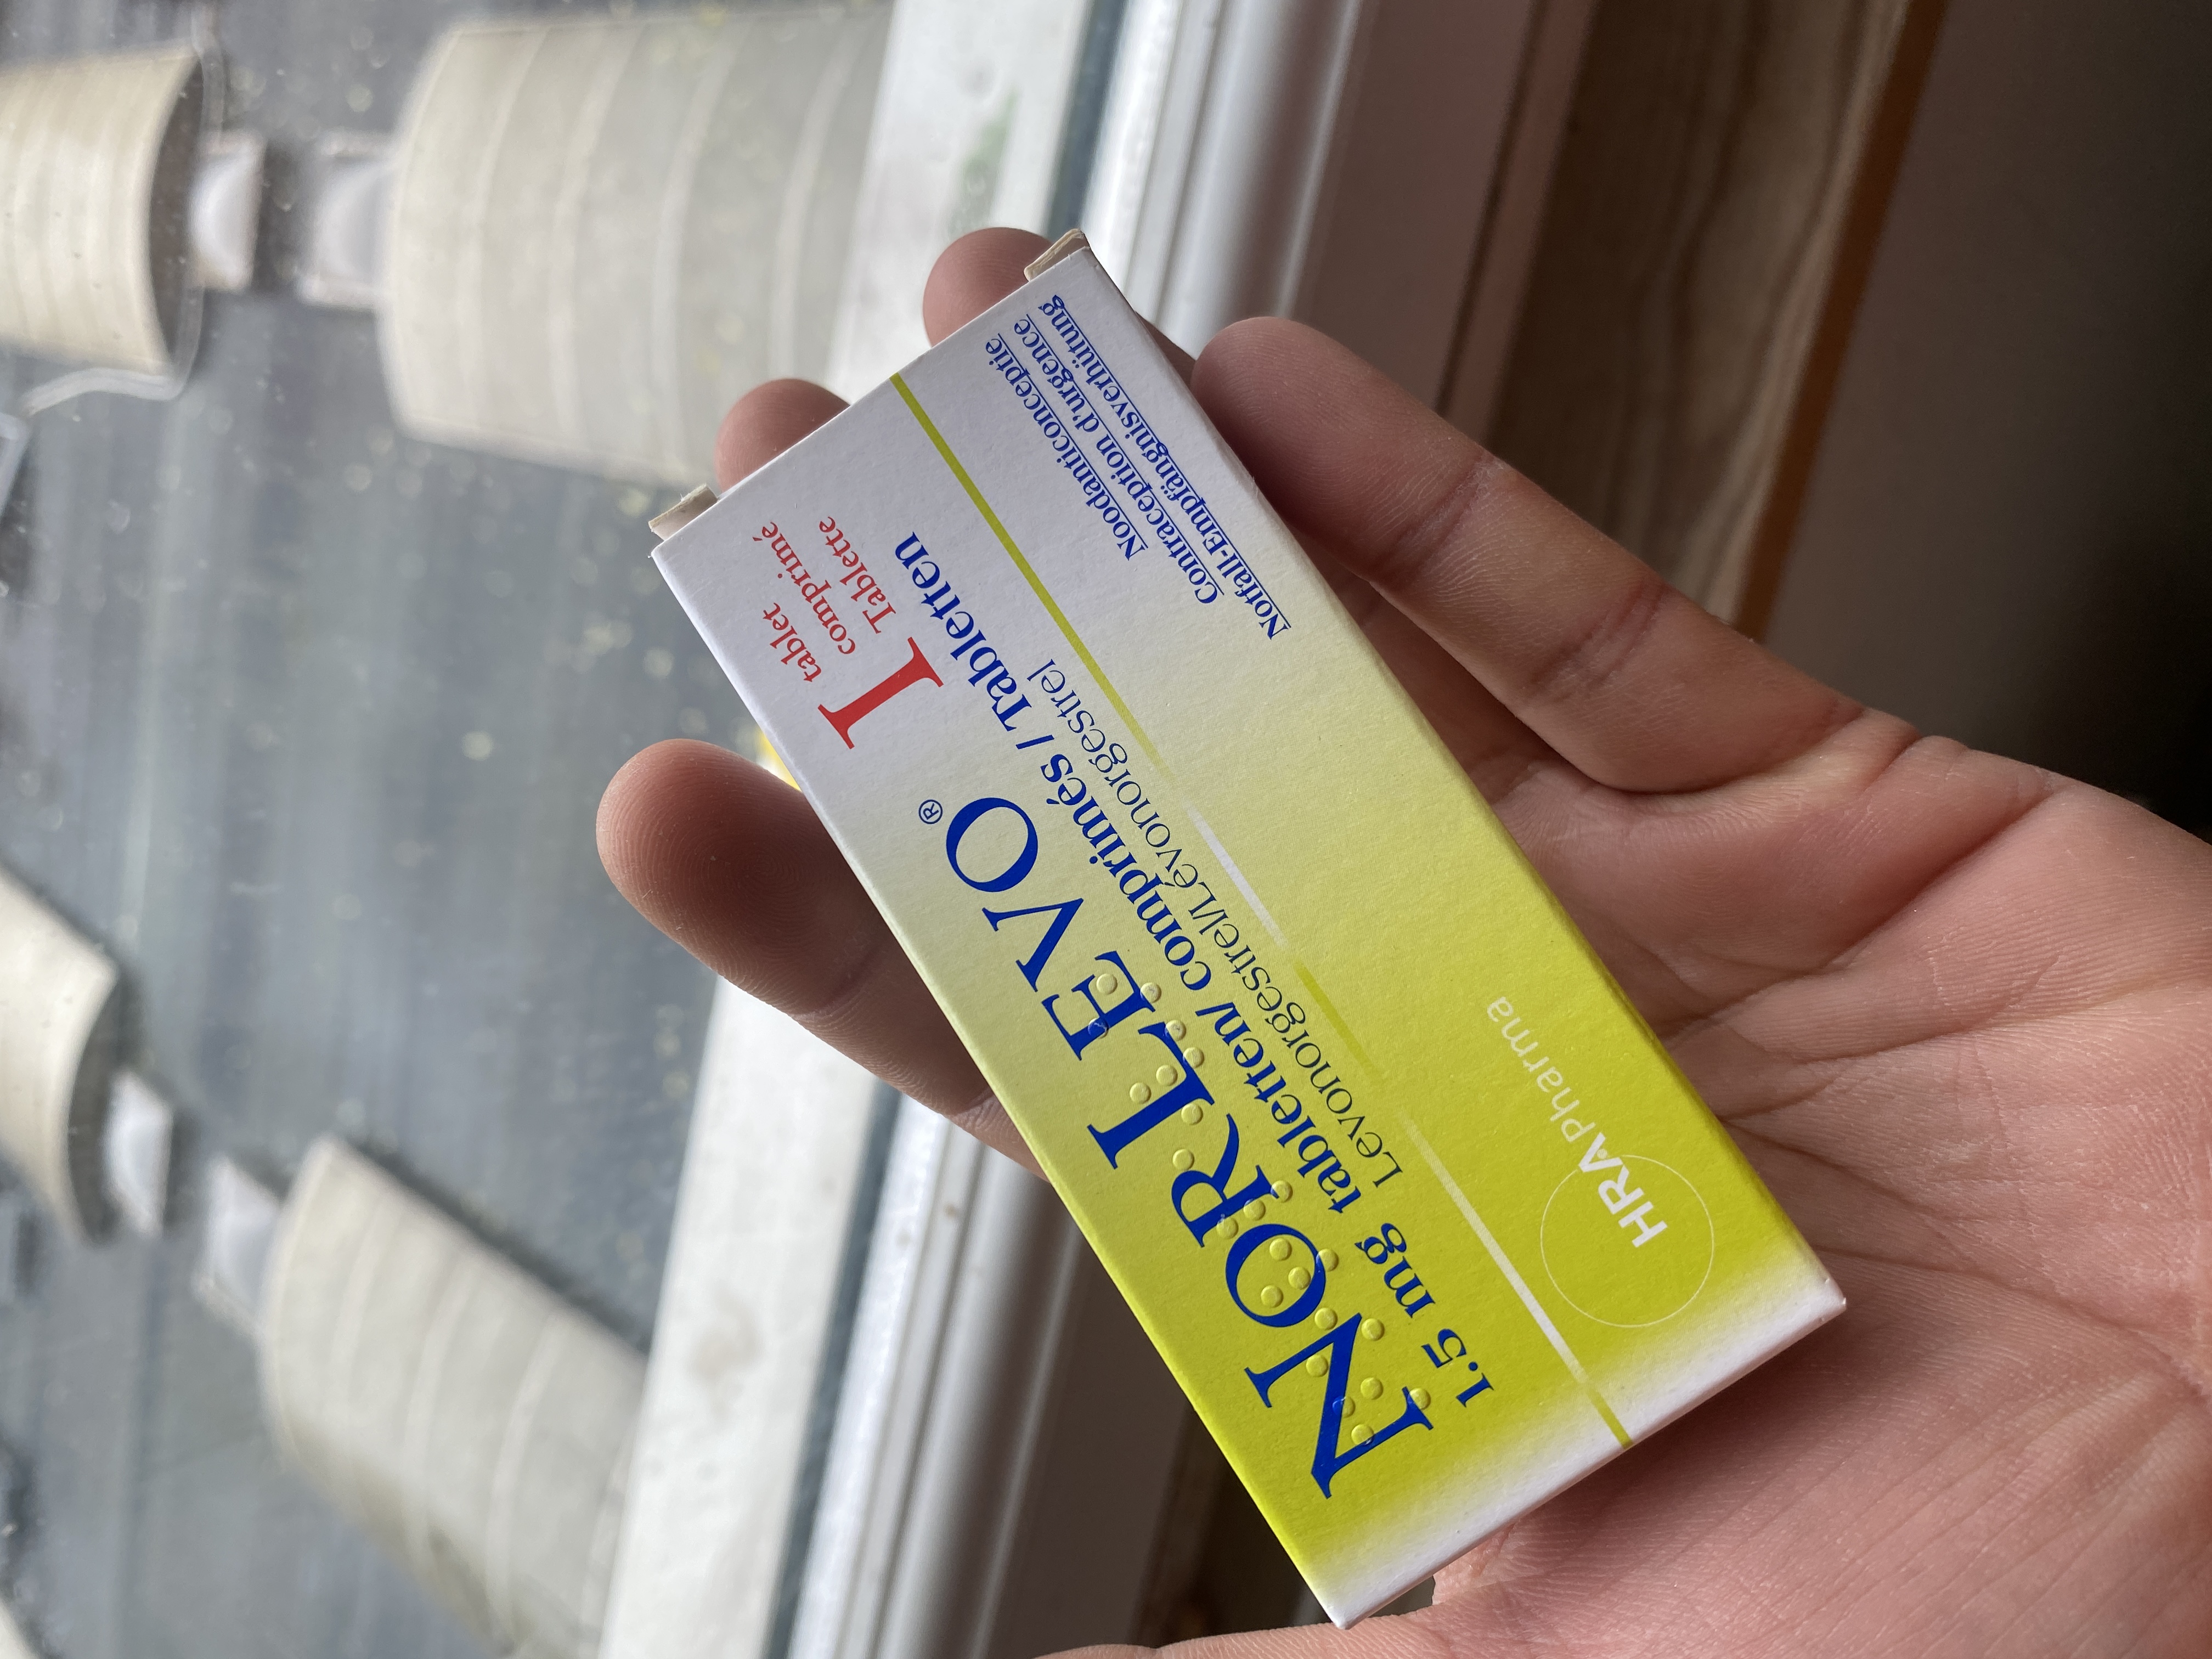 NORLEVO®
1.5 mg tabletten/ comprimés / Tabletten
Levonorgestrel/Lévonorgestrel
1
tablet
comprimé
Tablette
HRA Pharma
Noodanticonceptie
Contraception d'urgence
Notfall-Empfängnisverhütung